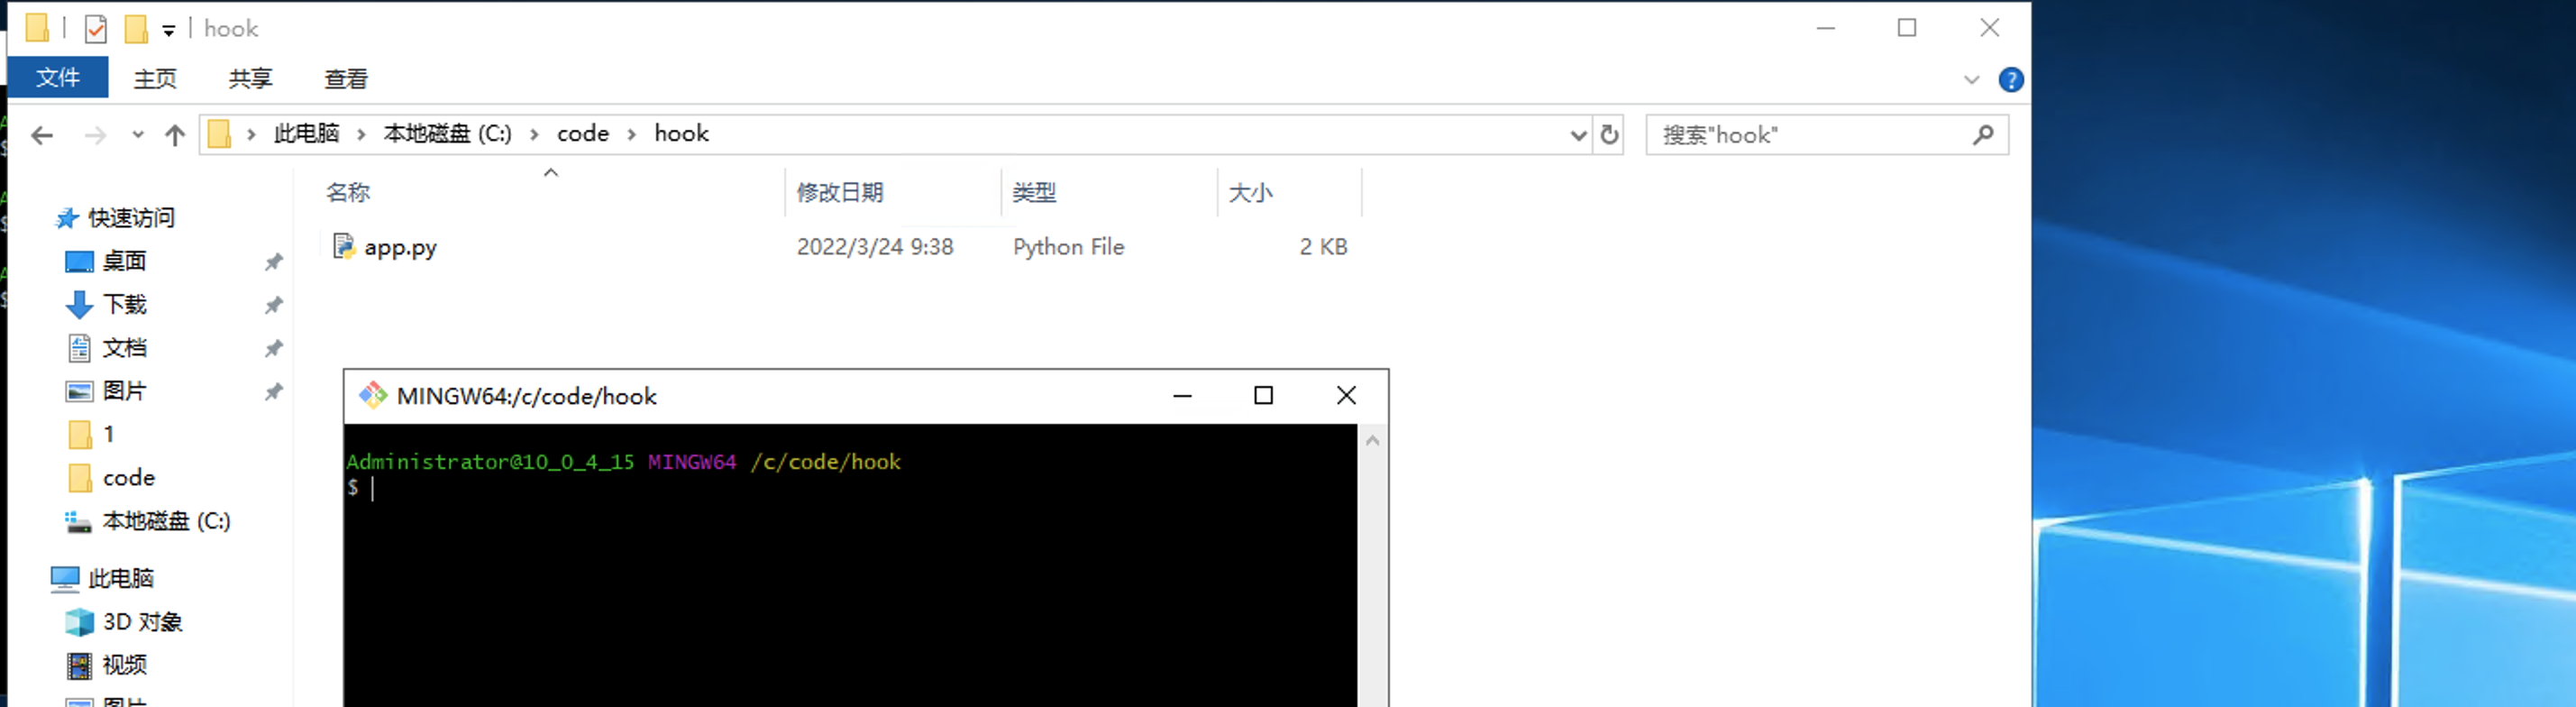 hook
文件 主页 共享 查看
此电脑 本地磁盘 (C:) code hook
搜索"hook"
名称 修改日期 类型 大小
app.py 2022/3/24 9:38 Python File 2 KB
快速访问
桌面
下载
文档
图片
1
code
本地磁盘 (C:)
此电脑
3D 对象
视频
图片
MINGW64:/c/code/hook
Administrator@10_0_4_15 MINGW64 /c/code/hook
$